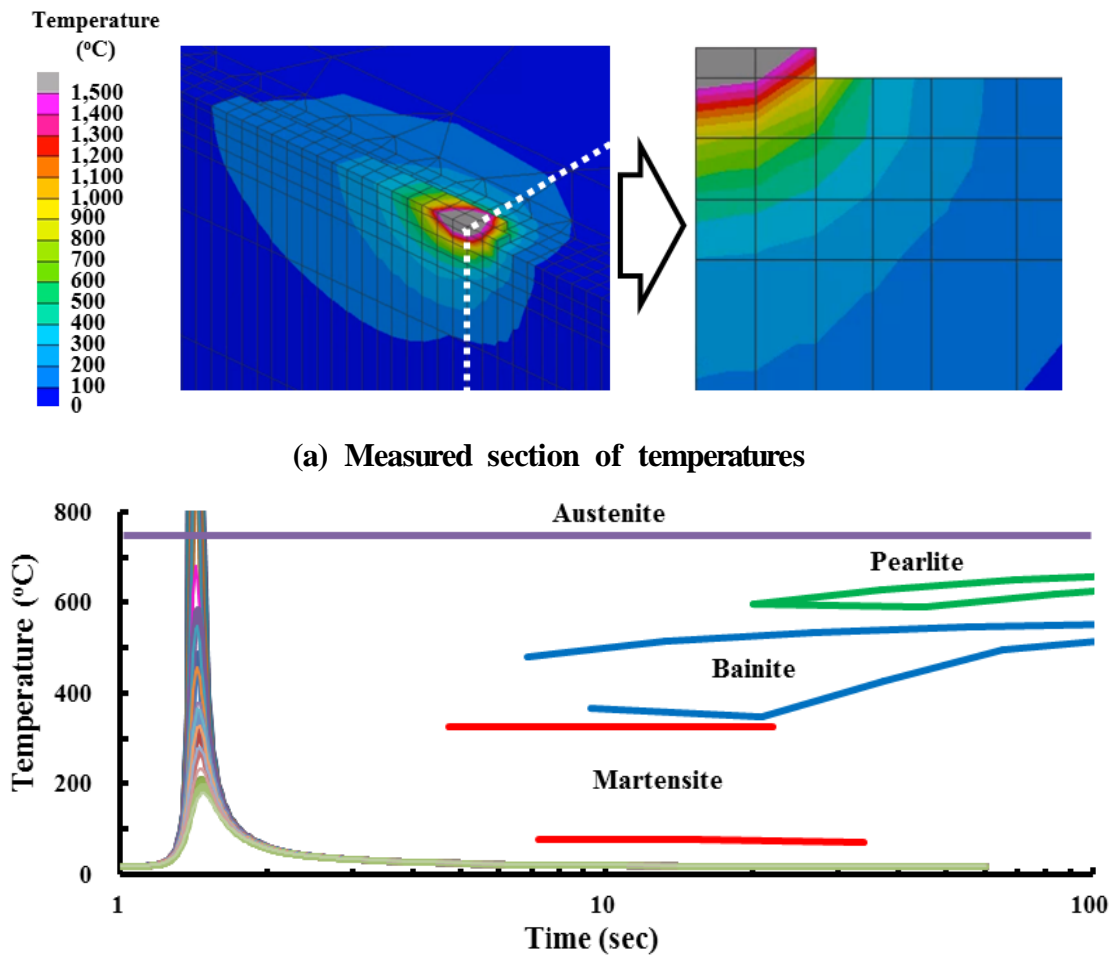 Temperature
(°C)
1,500
1,400
1,300
1,200
1,100
1,000
900
800
700
600
500
400
300
200
100
0
(a) Measured section of temperatures
800
600
400
200
0
Temperature (°C)
Austenite
Pearlite
Bainite
Martensite
1
10
100
Time (sec)